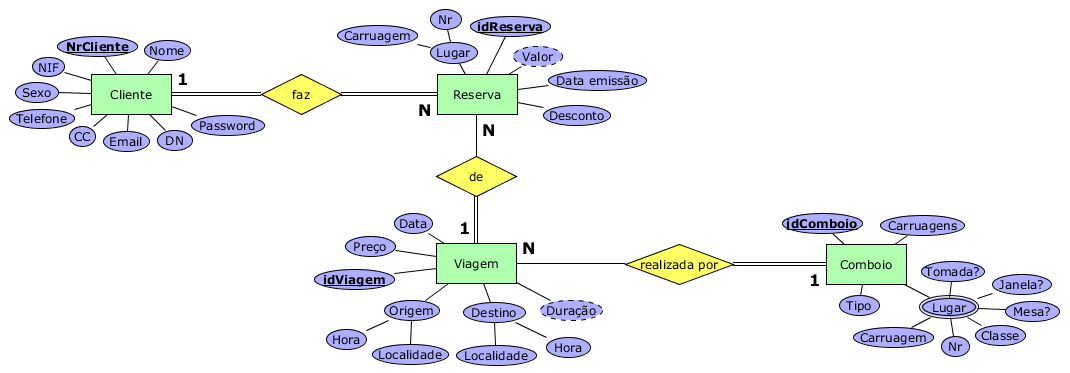 Nr
idReserva
Carruagem
NrCliente
Nome
Lugar
Valor
NIF
1
Data emissão
Sexo
Cliente
faz
Reserva
N
Desconto
Telefone
Password
CC
Email
DN
N
de
Data
1
idComboio
Carruagens
Preço
N
Viagem
realizada por
Comboio
Tomada?
idViagem
1
Janela?
Origem
Destino
Duração
Tipo
Lugar
Mesa?
Hora
Localidade
Localidade
Hora
Carruagem
Nr
Classe